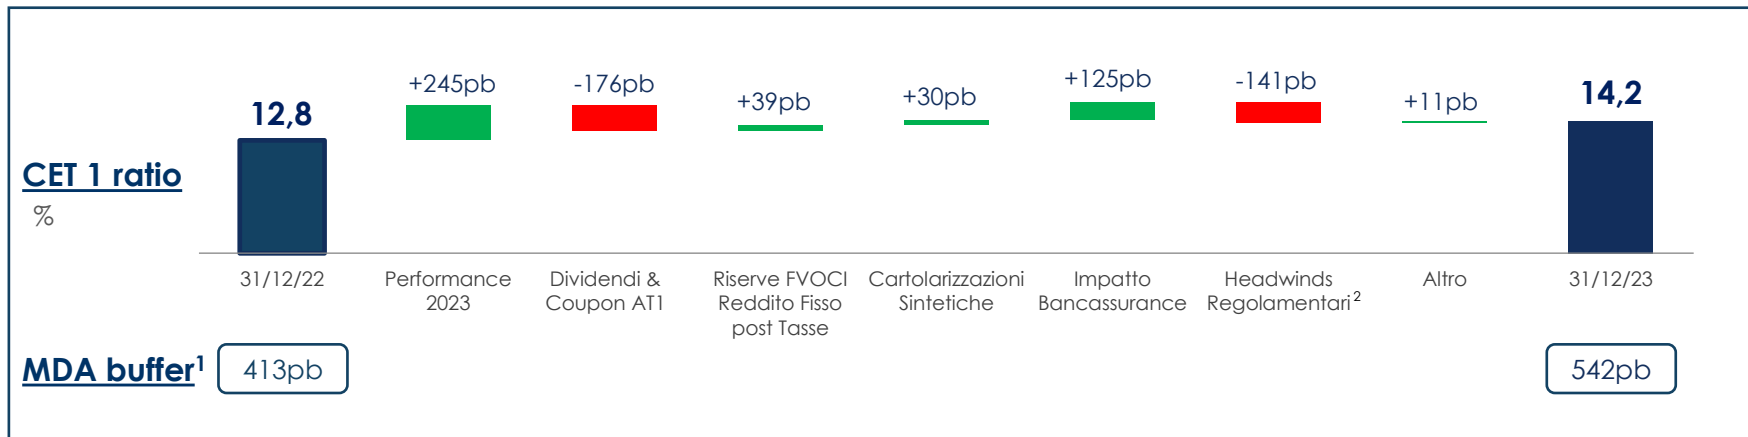 +245pb
-176pb
+39pb
+30pb
+125pb
-141pb
+11pb
12,8
14,2
CET 1 ratio
%
31/12/22
Performance
2023
Dividendi &
Coupon AT1
Riserve FVOCI
Reddito Fisso
post Tasse
Cartolarizzazioni
Sintetiche
Impatto
Bancassurance
Headwinds
Regolamentari²
Altro
31/12/23
MDA buffer¹
413pb
542pb